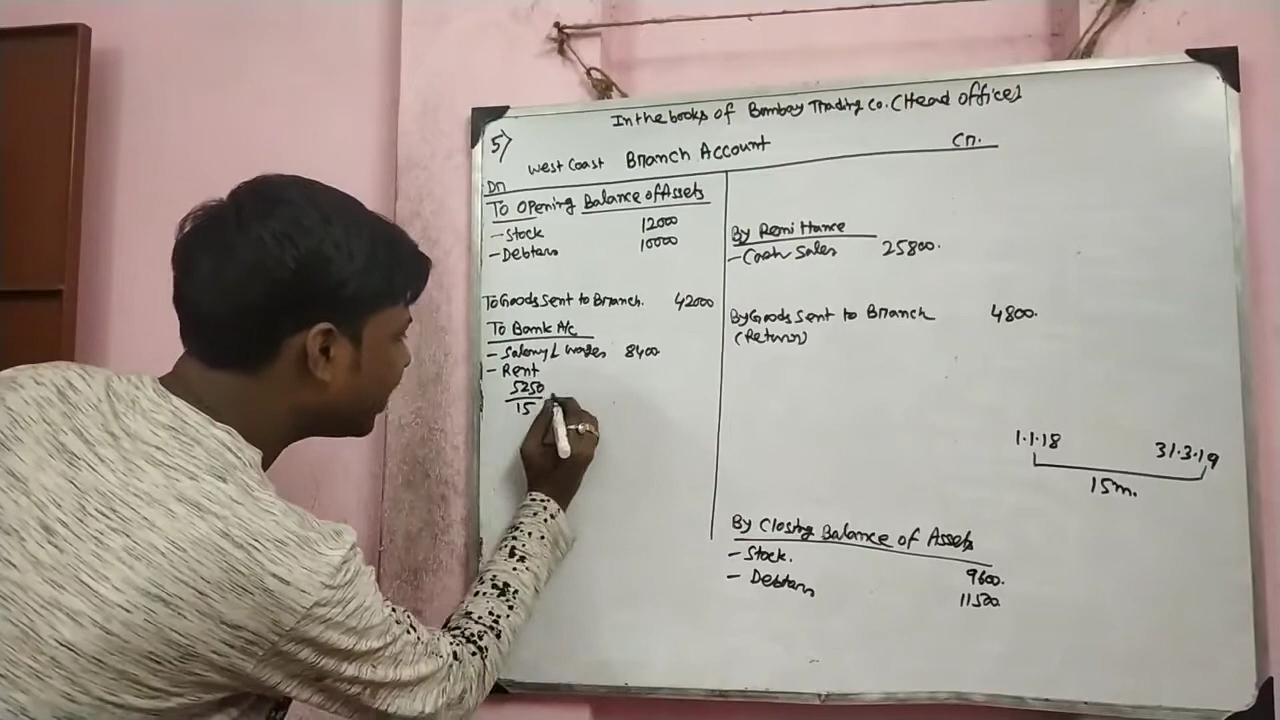 In the books of Bombay Trading Co. (Head Office)
5)
West Coast Branch Account
Cr.
Dr
To Opening Balance of Assets
- Stock 12000
- Debtors 10000
To Goods Sent to Branch. 42000
To Bank A/c
- Salary & Wages 8400
- Rent
5250
15
By Remittance
- Cash Sales 25800.
By Goods Sent to Branch 4800.
(Return)
1.1.18 31.3.19
15m.
By Closing Balance of Assets
- Stock. 9600.
- Debtors 11500